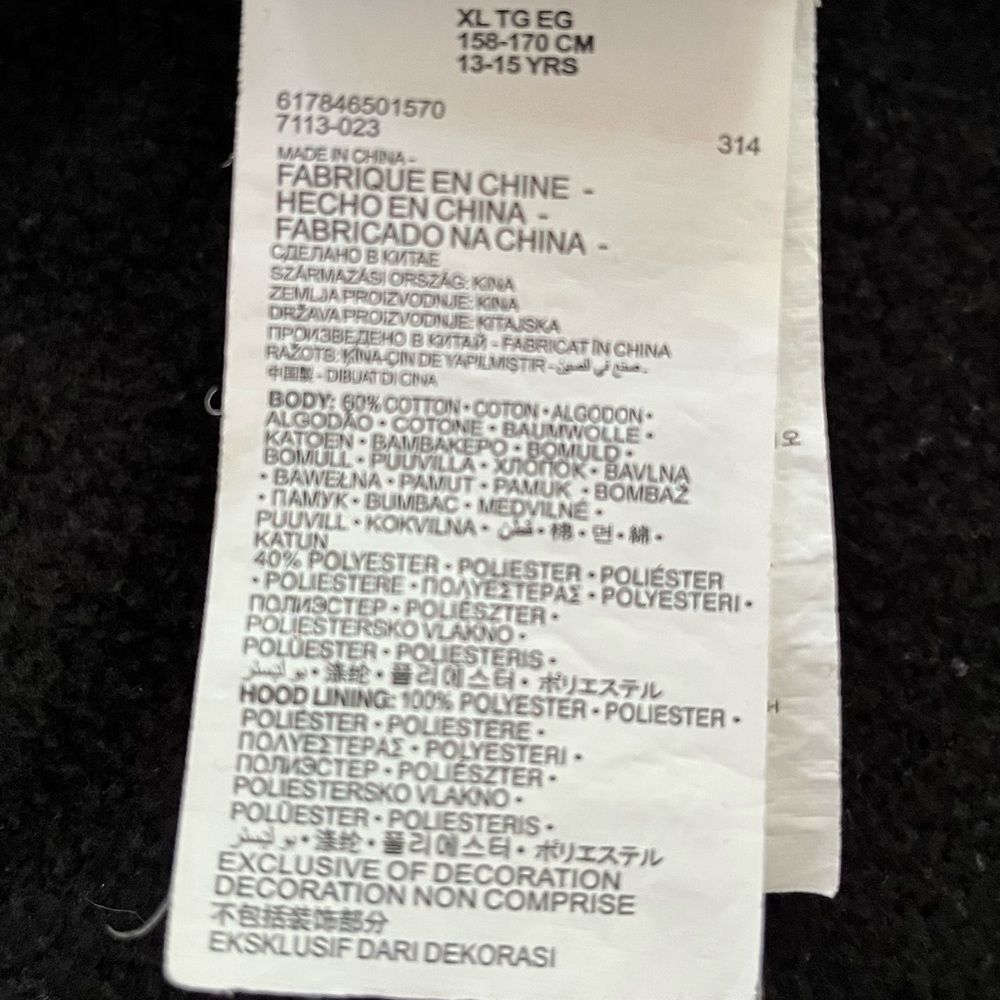 XL TG EG
158-170 CM
13-15 YRS
617846501570
7113-023
314
MADE IN CHINA -
FABRIQUE EN CHINE -
HECHO EN CHINA -
FABRICADO NA CHINA -
СДЕЛАНО В КИТАЕ
SZÁRMAZÁSI ORSZÁG: KINA
ZEMLJA PROIZVODNJE: KINA
DRŽAVA PROIZVODNJE: KITAJSKA
ПРОИЗВЕДЕНО В КИТАЙ - FABRICAT ÎN CHINA
RAŽOTS: ĶĪNA-ÇIN DE YAPILMIŞTIR - صنع في الصين.
中国製 - DIBUAT DI CINA
BODY: 60% COTTON • COTON • ALGODON •
ALGODÃO • COTONE • BAUMWOLLE •
KATOEN • ΒΑΜΒΑΚΕΡΟ • BOMULD •
BOMULL • PUUVILLA • ХЛОПОК • BAVLNA
• BAWEŁNA • PAMUT • PAMUK • BOMBAŽ
• ПАМУК • BUMBAC • MEDVILNĖ •
PUUVILL • KOKVILNA • قطن • 棉 • 면 • 綿 •
KATUN
40% POLYESTER • POLIESTER • POLIÉSTER
• POLIESTERE • ΠΟΛΥΕΣΤΕΡΑΣ • POLYESTERI •
ПОЛИЭСТЕР • POLIÉSZTER •
POLIESTERSKO VLAKNO •
POLÜESTER • POLIESTERIS •
بوليستر • 涤纶 • 폴리에스터 • ポリエステル
HOOD LINING: 100% POLYESTER • POLIESTER •
POLIÉSTER • POLIESTERE •
ΠΟΛΥΕΣΤΕΡΑΣ • POLYESTERI •
ПОЛИЭСТЕР • POLIÉSZTER •
POLIESTERSKO VLAKNO •
POLÜESTER • POLIESTERIS •
بوليستر • 涤纶 • 폴리에스터 • ポリエステル
EXCLUSIVE OF DECORATION
DECORATION NON COMPRISE
不包括装饰部分
EKSKLUSIF DARI DEKORASI